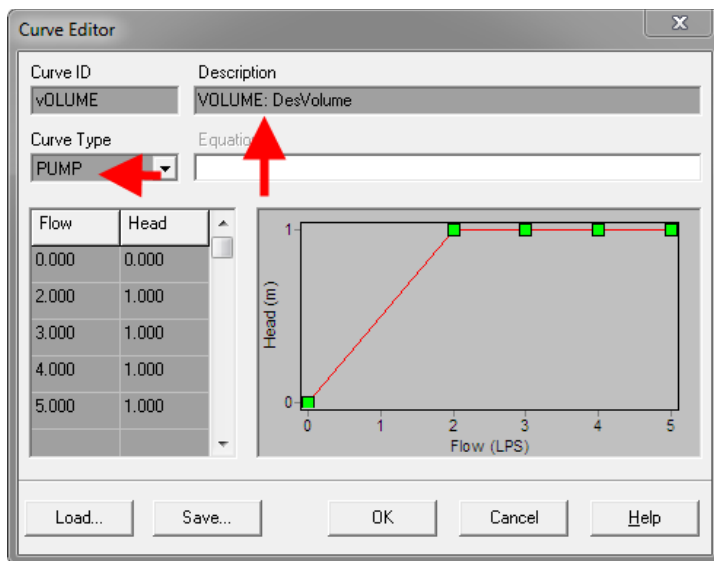 Curve Editor
x
Curve ID Description
vOLUME VOLUME: DesVolume
Curve Type Equatio
PUMP
Flow Head
0.000 0.000
2.000 1.000
3.000 1.000
4.000 1.000
5.000 1.000
1
Head (m)
0
0 1 2 3 4 5
Flow (LPS)
Load... Save... OK Cancel Help